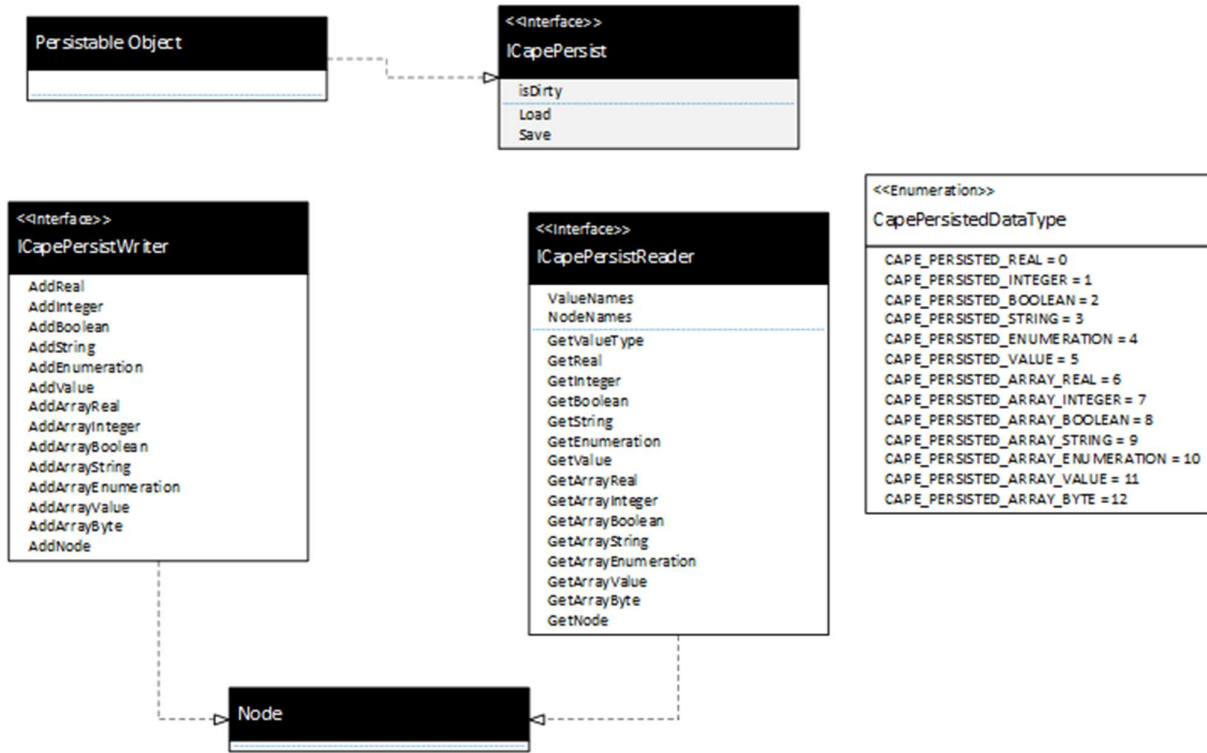 Persistable Object
<<Interface>>
ICapePersist
isDirty
Load
Save
<<Interface>>
ICapePersistWriter
AddReal
AddInteger
AddBoolean
AddString
AddEnumeration
AddValue
AddArrayReal
AddArrayInteger
AddArrayBoolean
AddArrayString
AddArrayEnumeration
AddArrayValue
AddArrayByte
AddNode
<<Interface>>
ICapePersistReader
ValueNames
NodeNames
GetValueType
GetReal
GetInteger
GetBoolean
GetString
GetEnumeration
GetValue
GetArrayReal
GetArrayInteger
GetArrayBoolean
GetArrayString
GetArrayEnumeration
GetArrayValue
GetArrayByte
GetNode
<<Enumeration>>
CapePersistedDataType
CAPE_PERSISTED_REAL = 0
CAPE_PERSISTED_INTEGER = 1
CAPE_PERSISTED_BOOLEAN = 2
CAPE_PERSISTED_STRING = 3
CAPE_PERSISTED_ENUMERATION = 4
CAPE_PERSISTED_VALUE = 5
CAPE_PERSISTED_ARRAY_REAL = 6
CAPE_PERSISTED_ARRAY_INTEGER = 7
CAPE_PERSISTED_ARRAY_BOOLEAN = 8
CAPE_PERSISTED_ARRAY_STRING = 9
CAPE_PERSISTED_ARRAY_ENUMERATION = 10
CAPE_PERSISTED_ARRAY_VALUE = 11
CAPE_PERSISTED_ARRAY_BYTE =12
Node